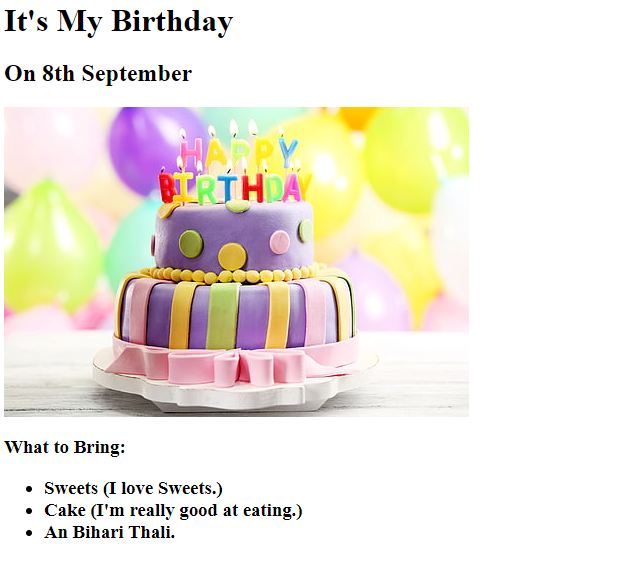 It's My Birthday
On 8th September
HAPPY
BIRTHDAY
What to Bring:
Sweets (I love Sweets.)
Cake (I'm really good at eating.)
An Bihari Thali.